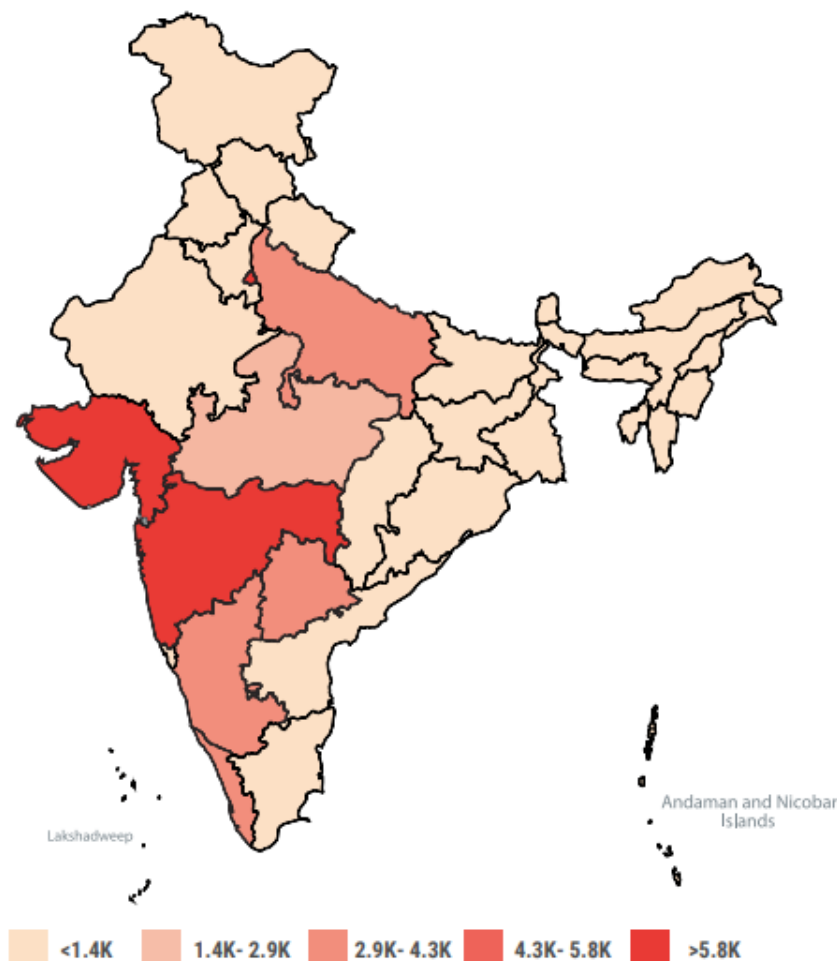 Andaman and Nicobar
Islands
Lakshadweep
<1.4K 1.4K- 2.9K 2.9K- 4.3K 4.3K- 5.8K >5.8K